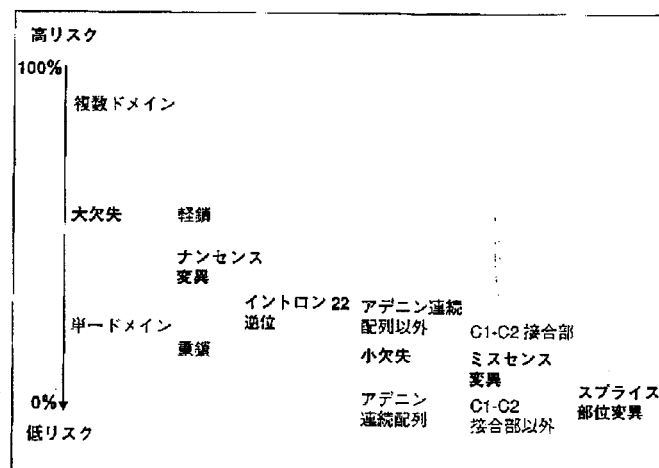 高リスク
100%
複数ドメイン
大欠失
軽鎖
ナンセンス
変異
イントロン 22
逆位
アデニン連続
配列以外
単一ドメイン
重鎖
C1-C2 接合部
小欠失
ミスセンス
変異
0%
アデニン
連続配列
C1-C2
接合部以外
スプライス
部位変異
低リスク